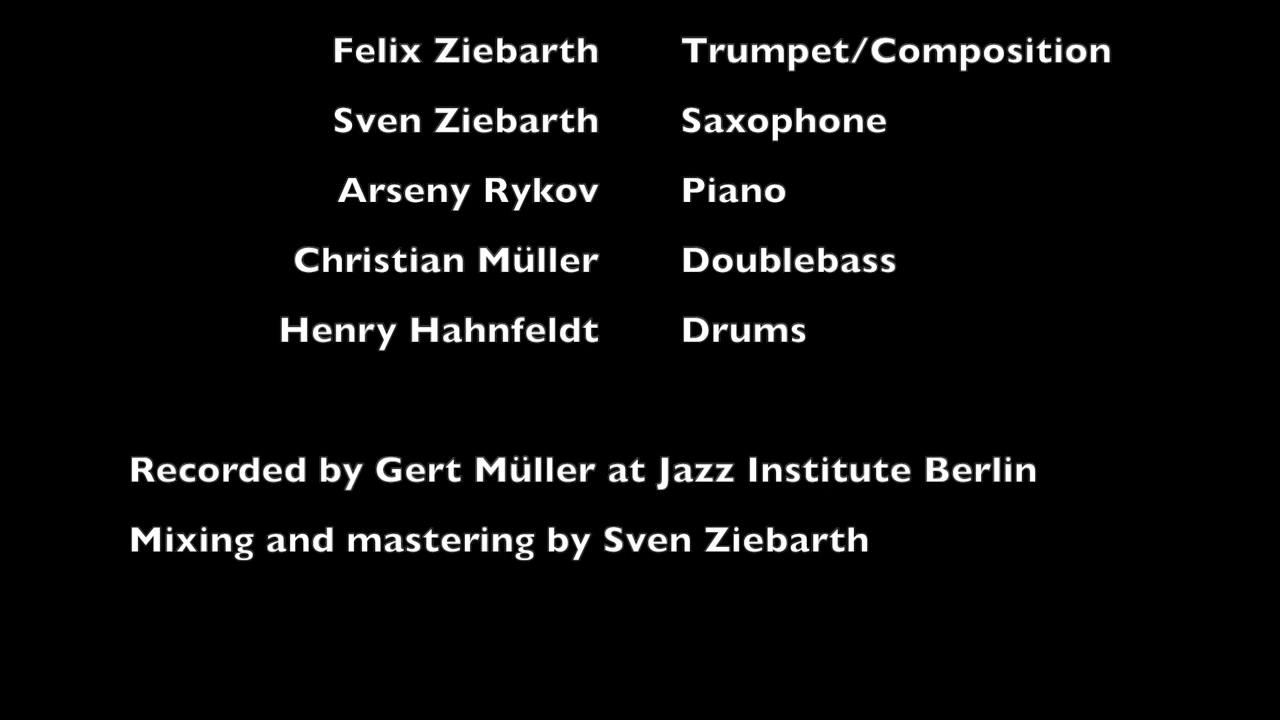 Felix Ziebarth Trumpet/Composition
Sven Ziebarth Saxophone
Arseny Rykov Piano
Christian Müller Doublebass
Henry Hahnfeldt Drums
Recorded by Gert Müller at Jazz Institute Berlin
Mixing and mastering by Sven Ziebarth